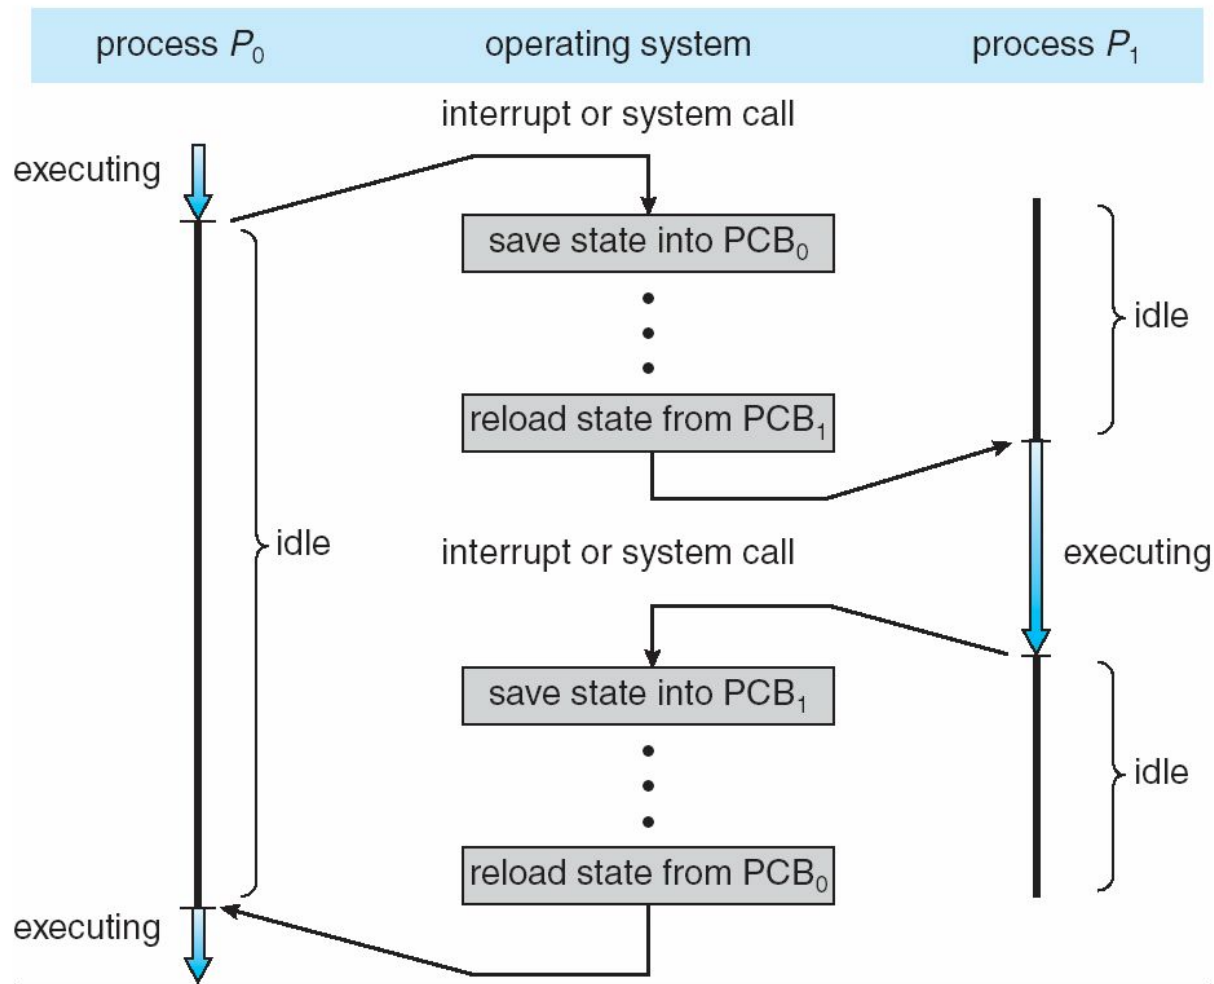 process P₀ operating system process P₁
interrupt or system call
executing
save state into PCB₀
idle
reload state from PCB₁
idle
interrupt or system call
executing
save state into PCB₁
idle
reload state from PCB₀
executing